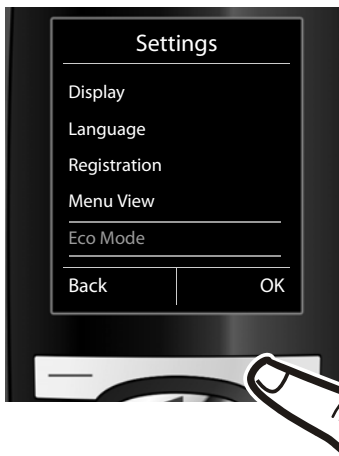 Settings
Display
Language
Registration
Menu View
Eco Mode
Back OK